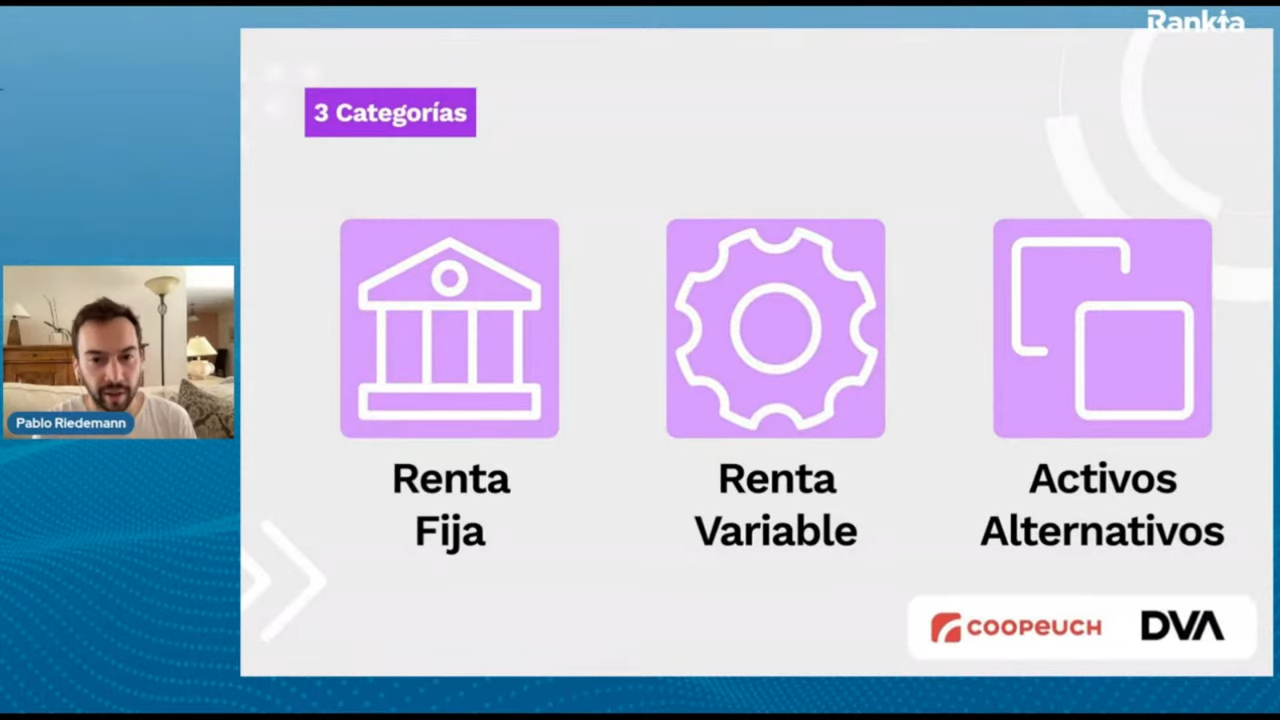 Rankia
3 Categorías
Renta
Fija
Renta
Variable
Activos
Alternativos
Pablo Riedemann
COOPEUCH
DVA